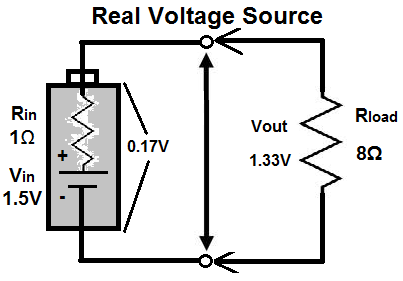 Real Voltage Source
Rin
1Ω
+
Vin
1.5V
-
0.17V
Vout
1.33V
Rload
8Ω